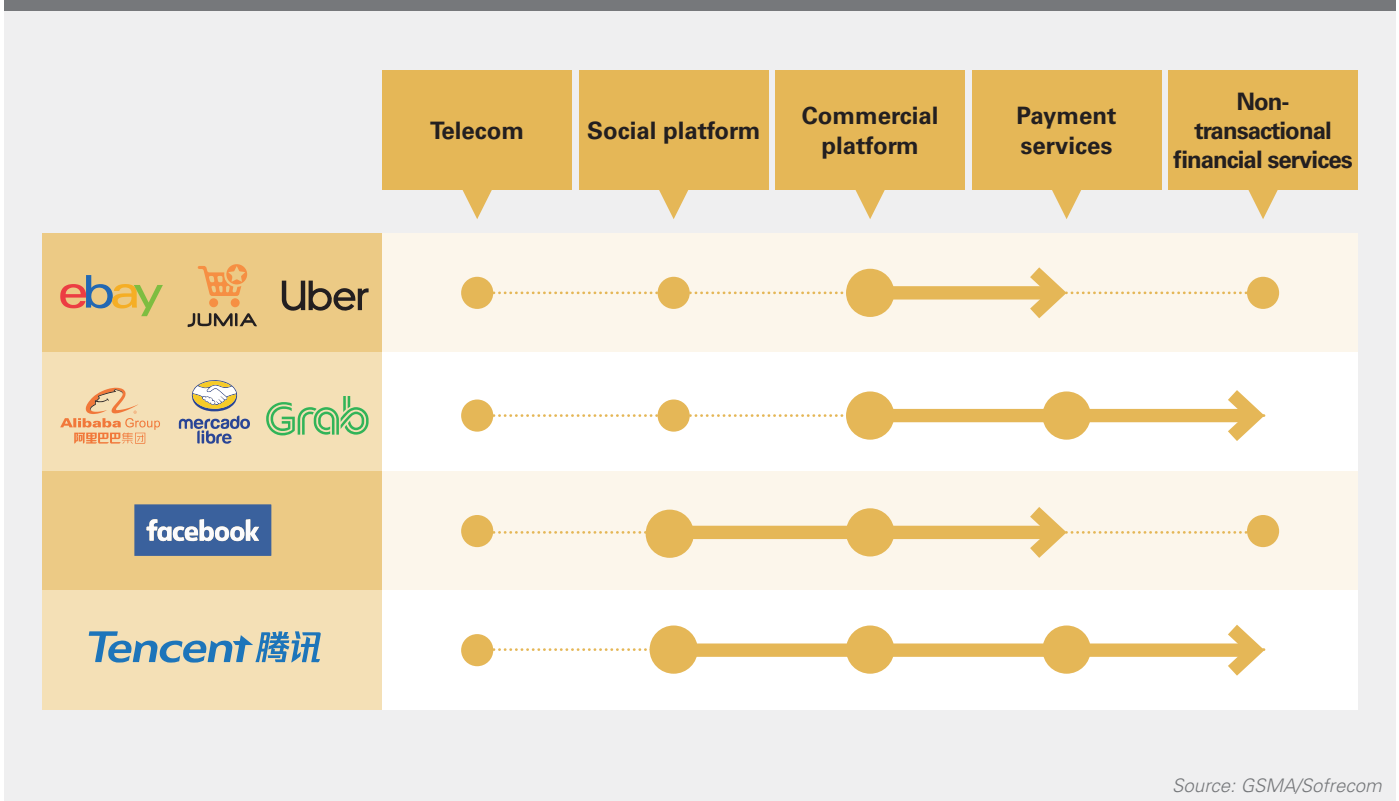 Telecom
Social platform
Commercial
platform
Payment
services
Non-
transactional
financial services
ebay
JUMIA
Uber
Alibaba Group
阿里巴巴集团
mercado
libre
Grab
facebook
Tencent 腾讯
Source: GSMA/Sofrecom